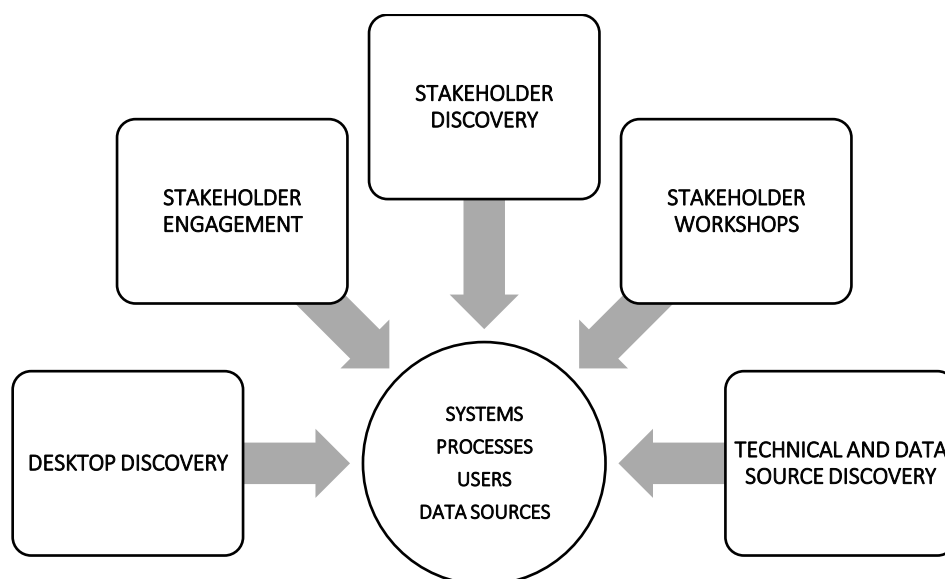 STAKEHOLDER
DISCOVERY
STAKEHOLDER
ENGAGEMENT
STAKEHOLDER
WORKSHOPS
DESKTOP DISCOVERY
SYSTEMS
PROCESSES
USERS
DATA SOURCES
TECHNICAL AND DATA
SOURCE DISCOVERY